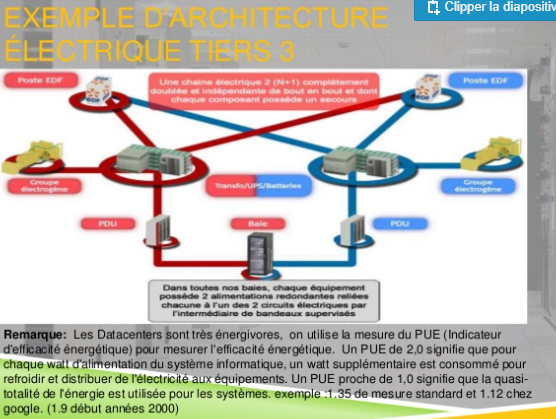 Clipper la diapositiv
EXEMPLE D'ARCHITECTURE
ÉLECTRIQUE TIERS 3
Poste EDF
Une chaine électrique 2 (N+1) complètement
doublée et indépendante de bout en bout et dont
chaque composant possède un secours
Poste EDF
EDF
EDF
Groupe
électrogène
Transfo/UPS/Batteries
Groupe
électrogène
PDU
Baie
PDU
Dans toutes nos baies, chaque équipement
possède 2 alimentations redondantes reliées
chacune à l'un des 2 circuits électriques par
l'intermédiaire de bandeaux supervisés
Remarque: Les Datacenters sont très énergivores, on utilise la mesure du PUE (Indicateur
d'efficacité énergétique) pour mesurer l'efficacité énergétique. Un PUE de 2,0 signifie que pour
chaque watt d'alimentation du système informatique, un watt supplémentaire est consommé pour
refroidir et distribuer de l'électricité aux équipements. Un PUE proche de 1,0 signifie que la quasi-
totalité de l'énergie est utilisée pour les systèmes. exemple :1.35 de mesure standard et 1.12 chez
google. (1.9 début années 2000)